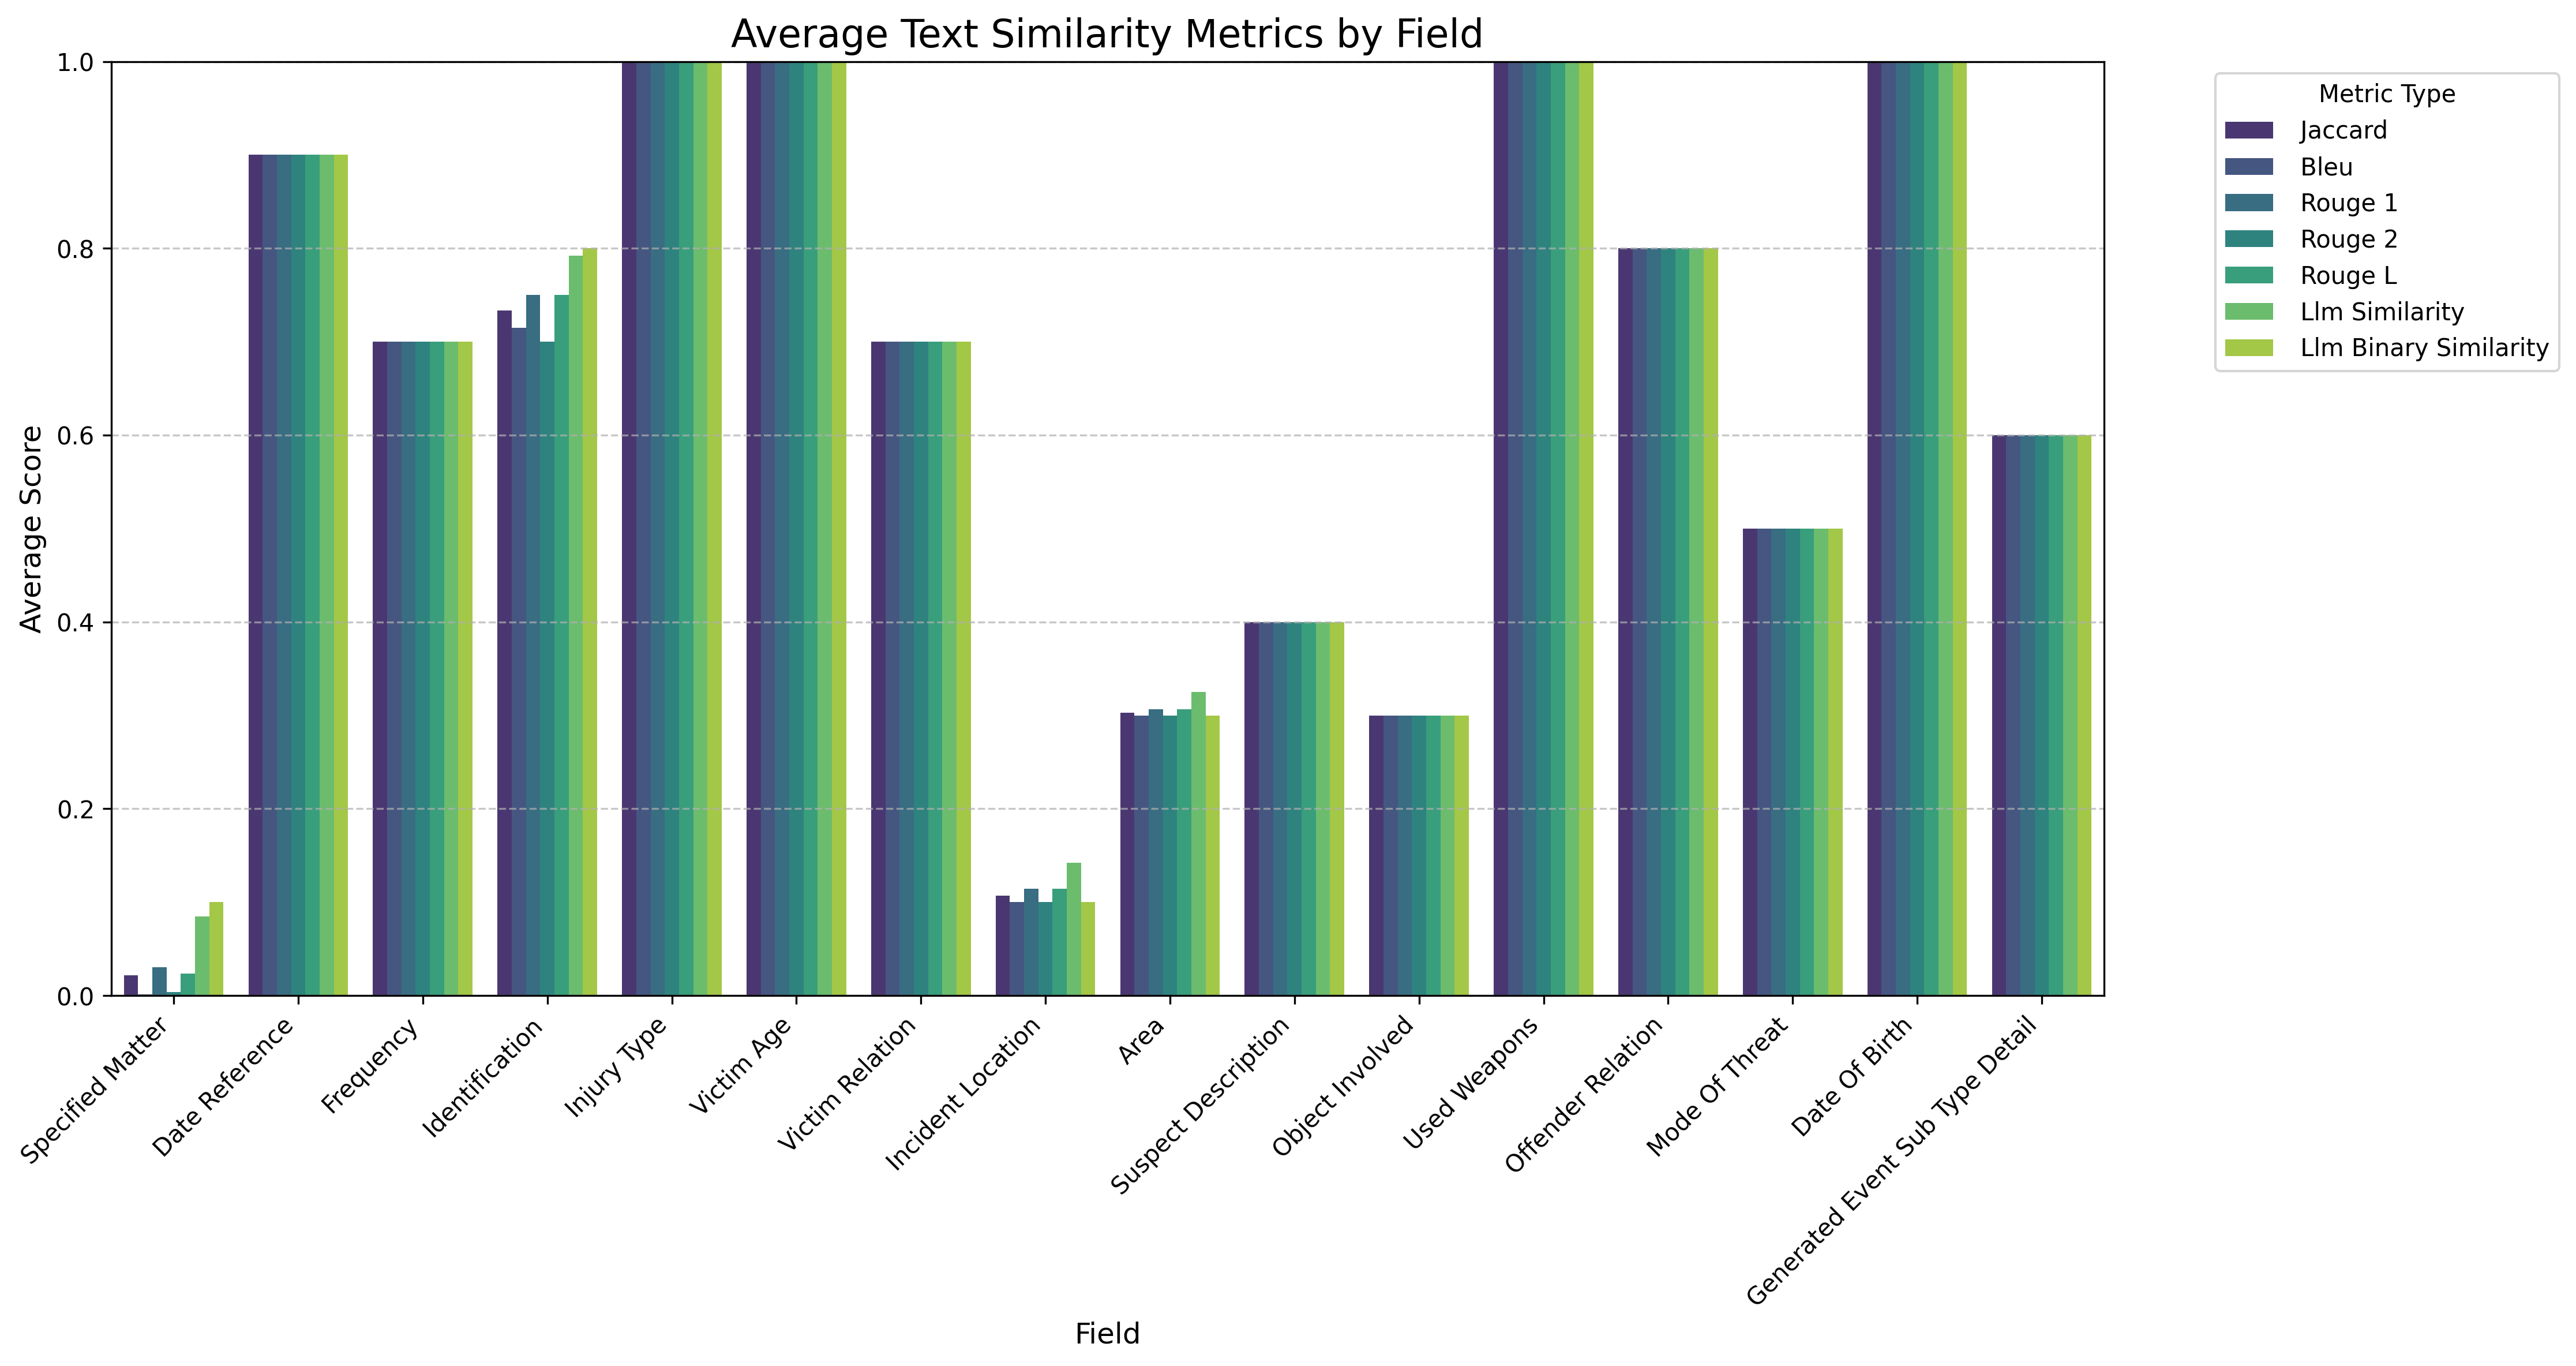 Average Text Similarity Metrics by Field
Average Score
1.0
0.8
0.6
0.4
0.2
0.0
Specified Matter
Date Reference
Frequency
Identification
Injury Type
Victim Age
Victim Relation
Incident Location
Area
Suspect Description
Object Involved
Used Weapons
Offender Relation
Mode Of Threat
Date Of Birth
Generated Event Sub Type Detail
Field
Metric Type
Jaccard
Bleu
Rouge 1
Rouge 2
Rouge L
Llm Similarity
Llm Binary Similarity